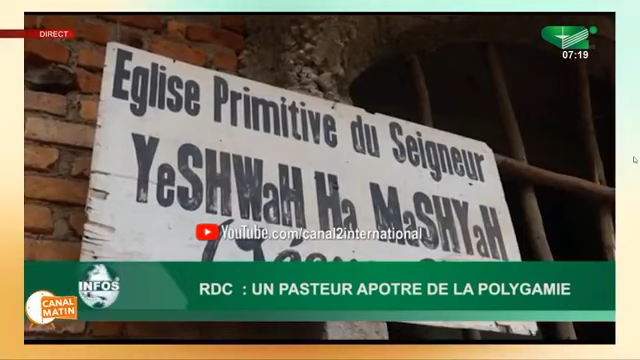 DIRECT
07:19
Eglise Primitive du Seigneur
YeSHWaH Ha MaSHYaH
YouTube.com/canal2international
INFOS
RDC : UN PASTEUR APOTRE DE LA POLYGAMIE
CANAL
MATIN